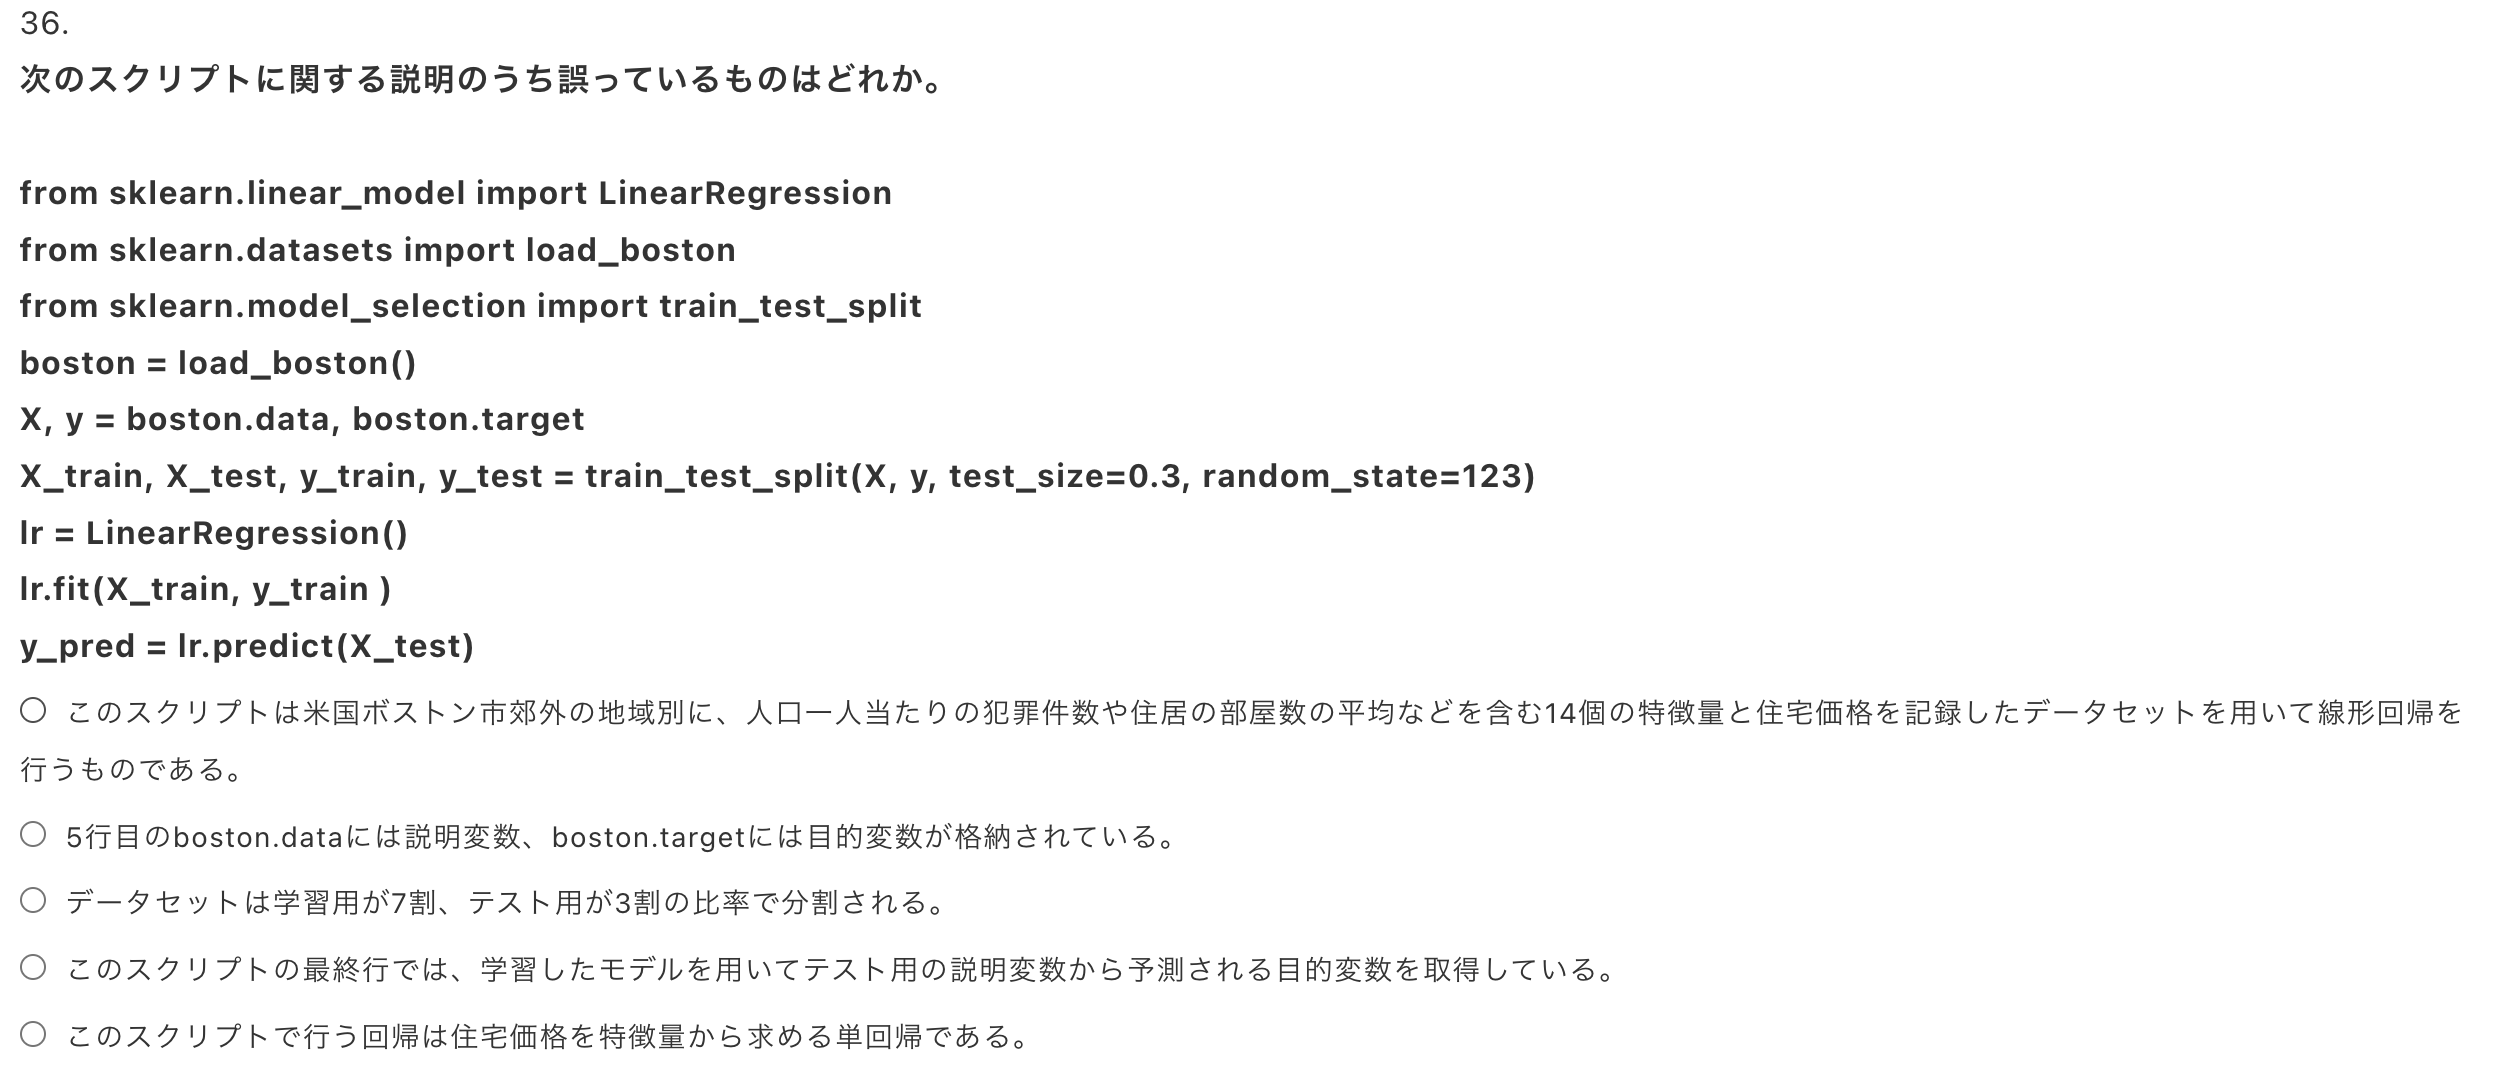 36.
次のスクリプトに関する説明のうち誤っているものはどれか。
from sklearn.linear_model import LinearRegression
from sklearn.datasets import load_boston
from sklearn.model_selection import train_test_split
boston = load_boston()
X, y = boston.data, boston.target
X_train, X_test, y_train, y_test = train_test_split(X, y, test_size=0.3, random_state=123)
lr = LinearRegression()
lr.fit(X_train, y_train )
y_pred = lr.predict(X_test)
このスクリプトは米国ボストン市郊外の地域別に、人口一人当たりの犯罪件数や住居の部屋数の平均などを含む14個の特徴量と住宅価格を記録したデータセットを用いて線形回帰を
行うものである。
5行目のboston.dataには説明変数、boston.targetには目的変数が格納されている。
データセットは学習用が7割、テスト用が3割の比率で分割される。
このスクリプトの最終行では、学習したモデルを用いてテスト用の説明変数から予測される目的変数を取得している。
このスクリプトで行う回帰は住宅価格を特徴量から求める単回帰である。